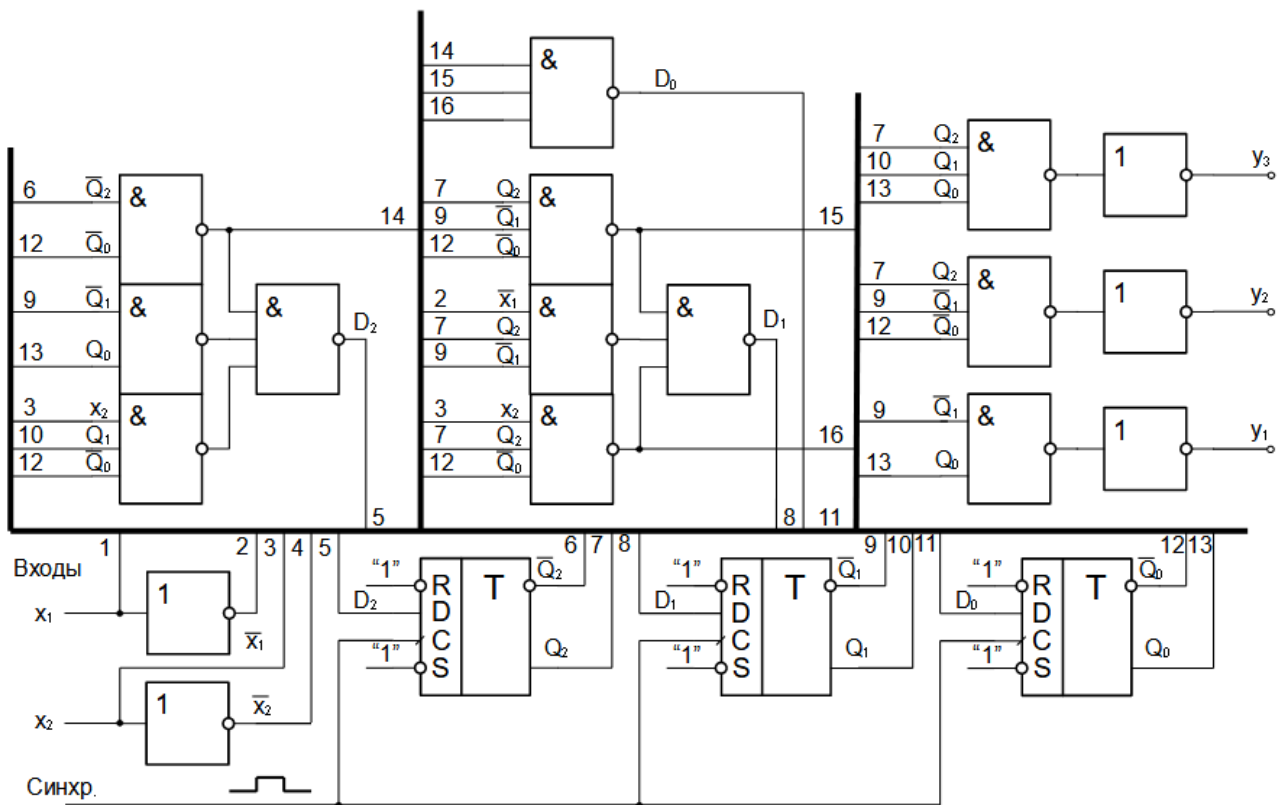 14
&
15
D₀
16
6
Q̅₂
&
12
Q̅₀
14
9
Q̅₁
&
&
D₂
13
Q₀
3
x₂
&
10
Q₁
12
Q̅₀
5
7
Q₂
&
9
Q̅₁
12
Q̅₀
15
2
x̅₁
&
&
D₁
7
Q₂
9
Q̅₁
3
x₂
&
7
Q₂
16
12
Q̅₀
8
11
7
Q₂
&
1
y₃
10
Q₁
13
Q₀
7
Q₂
&
1
y₂
9
Q̅₁
12
Q̅₀
9
Q̅₁
&
1
y₁
13
Q₀
1
2
3
4
5
6
7
8
9
10
11
12
13
Входы
x₁
1
x̅₁
x₂
1
x̅₂
Синхр.
"1"
R
T
Q̅₂
D₂
D
C
"1"
S
Q₂
"1"
R
T
Q̅₁
D₁
D
C
"1"
S
Q₁
"1"
R
T
Q̅₀
D₀
D
C
"1"
S
Q₀